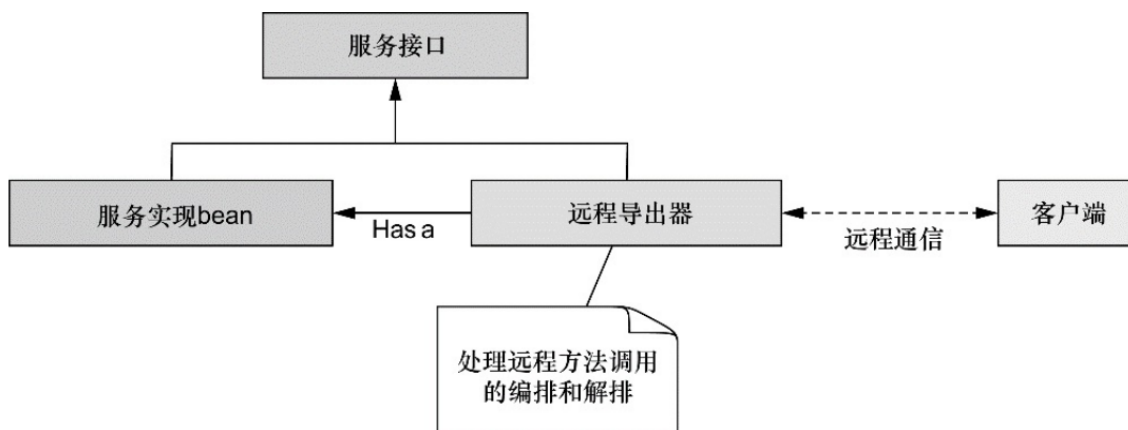 服务接口
服务实现bean
Has a
远程导出器
远程通信
客户端
处理远程方法调用
的编排和解排